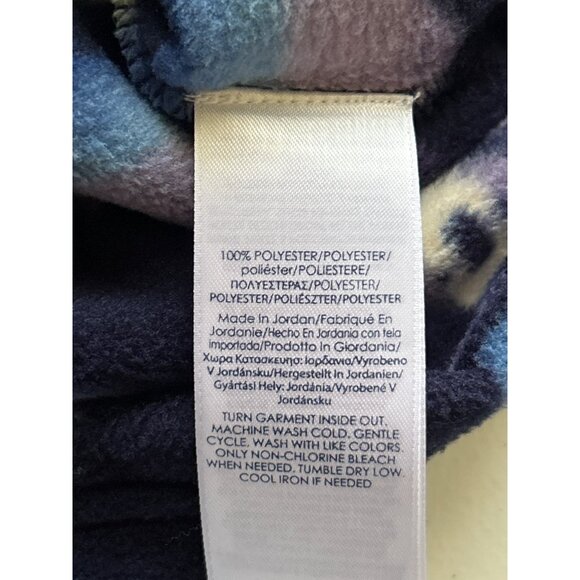 100% POLYESTER/POLYESTER/
poliéster/POLIESTERE/
ΠΟΛΥΕΣΤΕΡΑΣ/POLYESTER/
POLYESTER/POLIÉSZTER/POLYESTER
Made in Jordan/Fabriqué En
Jordanie/Hecho En Jordania con tela
importada/Prodotto in Giordania/
Χωρα Κατασκευησ: Ιορδανια/Vyrobeno
V Jordánsku/Hergestellt in Jordanien/
Gyártási Hely: Jordánia/Vyrobené V
Jordánsku
TURN GARMENT INSIDE OUT.
MACHINE WASH COLD, GENTLE
CYCLE. WASH WITH LIKE COLORS.
ONLY NON-CHLORINE BLEACH
WHEN NEEDED. TUMBLE DRY LOW.
COOL IRON IF NEEDED